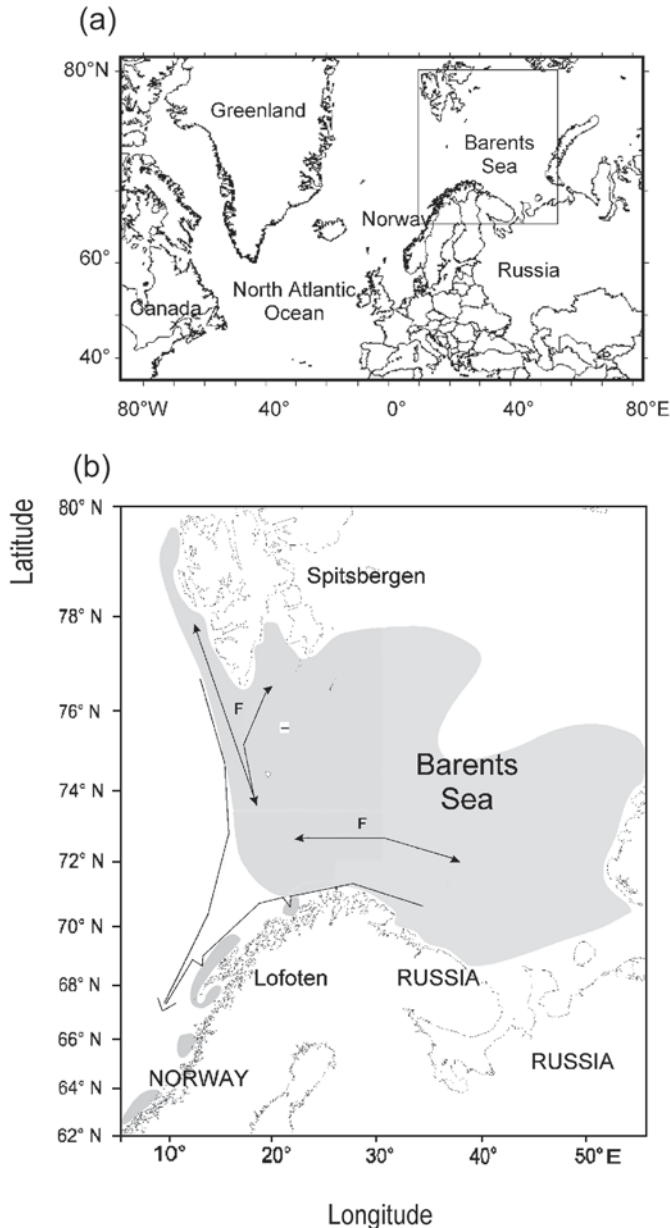 (a)
80°N
Greenland
Barents
Sea
Norway
60°
Russia
North Atlantic
Ocean
Canada
40°
80°W
40°
0°
40°
80°E
(b)
Latitude
80° N
Spitsbergen
78° N
F
76° N
Barents
Sea
74° N
F
72° N
70° N
Lofoten
RUSSIA
68° N
66° N
RUSSIA
NORWAY
64° N
62° N
10°
20°
30°
40°
50° E
Longitude